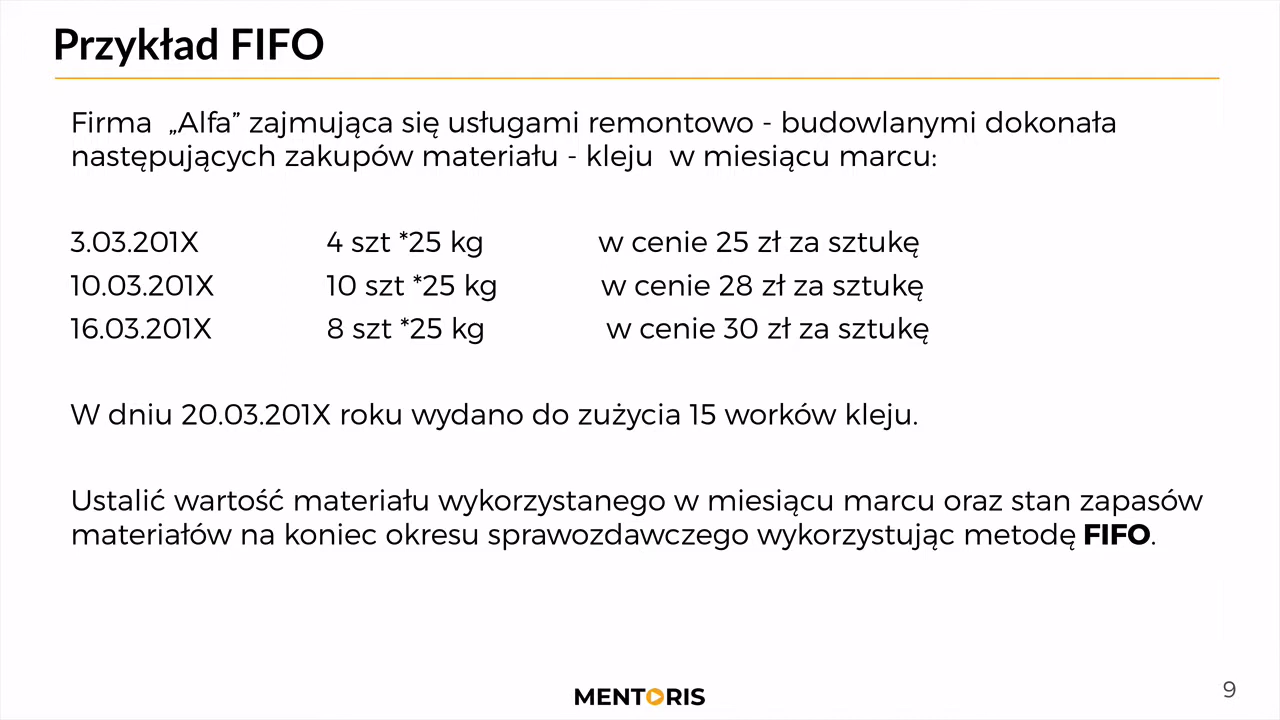 Przykład FIFO
Firma „Alfa” zajmująca się usługami remontowo - budowlanymi dokonała
następujących zakupów materiału - kleju w miesiącu marcu:
3.03.201X 4 szt *25 kg w cenie 25 zł za sztukę
10.03.201X 10 szt *25 kg w cenie 28 zł za sztukę
16.03.201X 8 szt *25 kg w cenie 30 zł za sztukę
W dniu 20.03.201X roku wydano do zużycia 15 worków kleju.
Ustalić wartość materiału wykorzystanego w miesiącu marcu oraz stan zapasów
materiałów na koniec okresu sprawozdawczego wykorzystując metodę FIFO.
MENTORIS
9